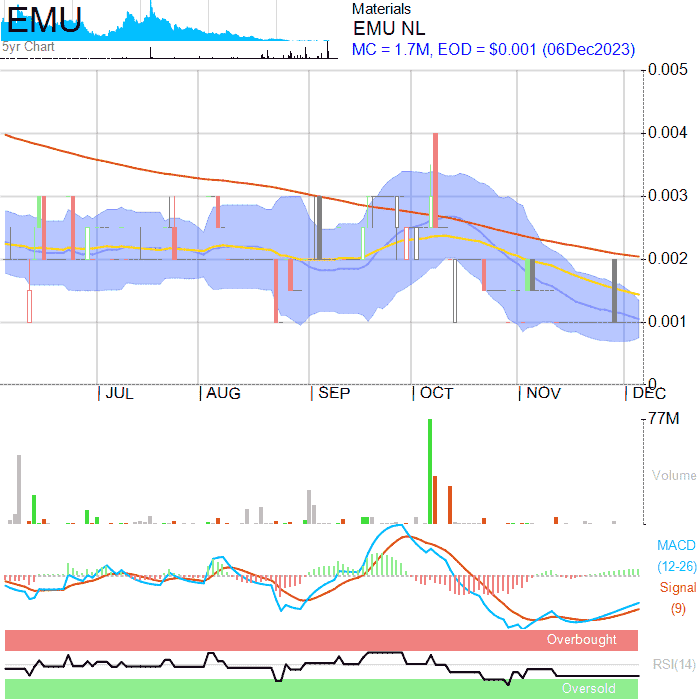 EMU
5yr Chart
Materials
EMU NL
MC = 1.7M, EOD = $0.001 (06Dec2023)
0.005
0.004
0.003
0.002
0.001
0
JUL AUG SEP OCT NOV DEC
77M
Volume
MACD
(12-26)
Signal
(9)
Overbought
RSI(14)
Oversold